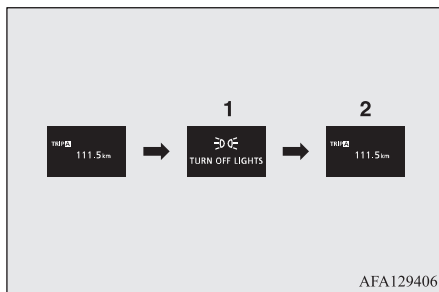 1
2
TRIP A
111.5km
TURN OFF LIGHTS
TRIP A
111.5km
AFA129406